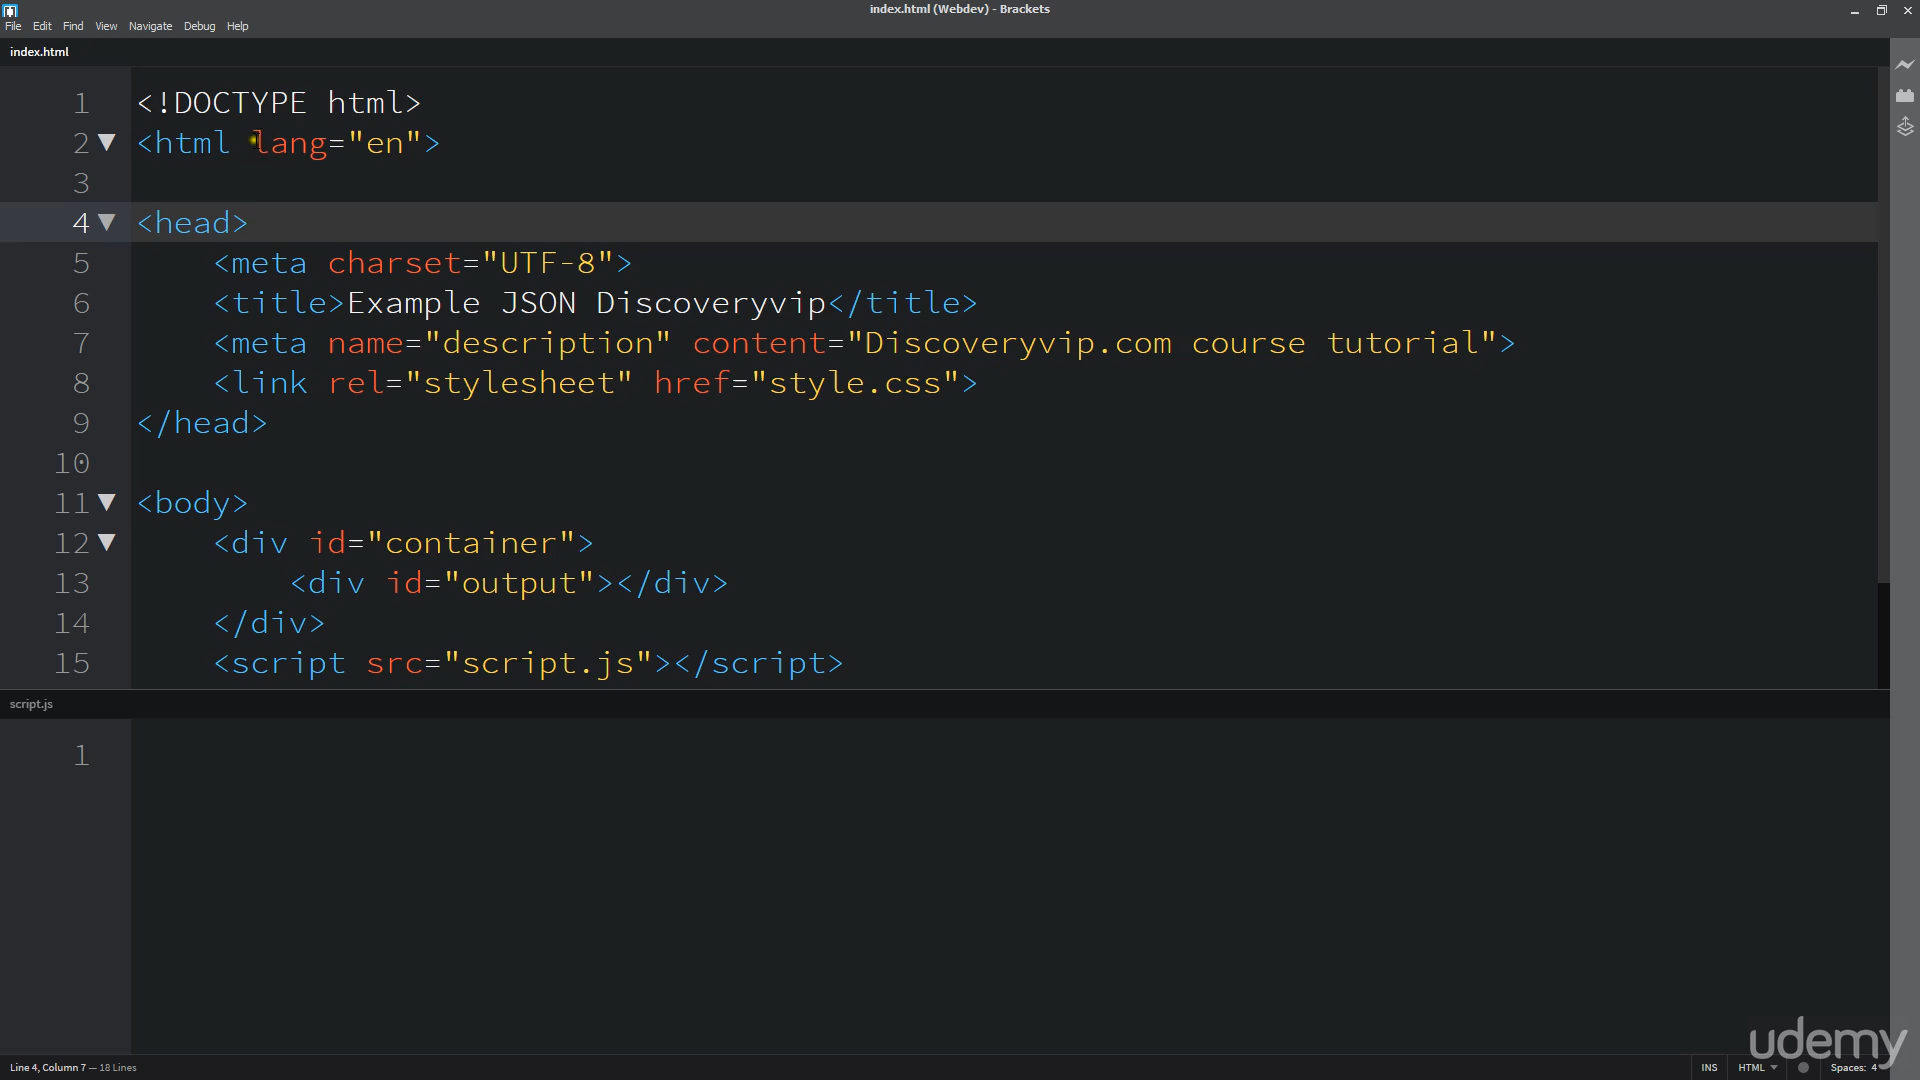 index.html (Webdev) - Brackets
File Edit Find View Navigate Debug Help
index.html
1 <!DOCTYPE html>
2 <html lang="en">
3
4 <head>
5 <meta charset="UTF-8">
6 <title>Example JSON Discoveryvip</title>
7 <meta name="description" content="Discoveryvip.com course tutorial">
8 <link rel="stylesheet" href="style.css">
9 </head>
10
11 <body>
12 <div id="container">
13 <div id="output"></div>
14 </div>
15 <script src="script.js"></script>
script.js
1
udemy
Line 4, Column 7 — 18 Lines INS HTML Spaces: 4